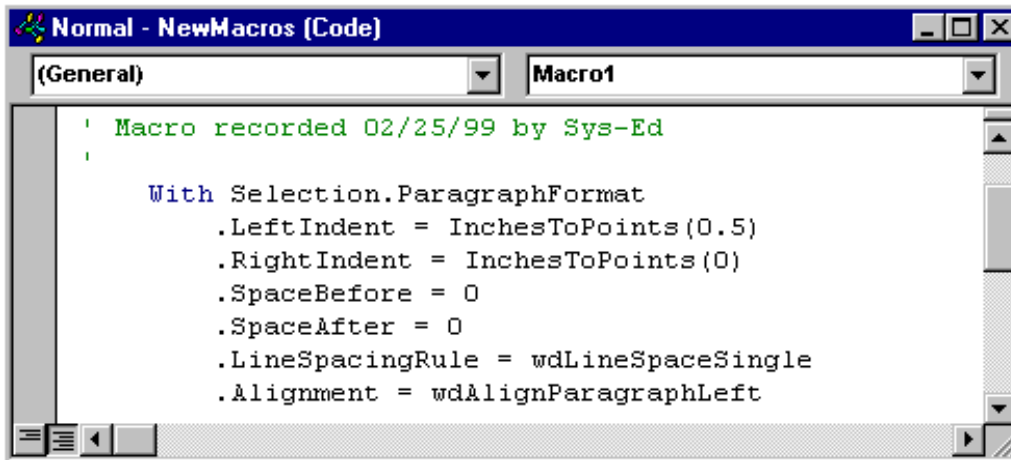 Normal - NewMacros (Code)
(General) Macro1
' Macro recorded 02/25/99 by Sys-Ed
'
With Selection.ParagraphFormat
.LeftIndent = InchesToPoints(0.5)
.RightIndent = InchesToPoints(0)
.SpaceBefore = 0
.SpaceAfter = 0
.LineSpacingRule = wdLineSpaceSingle
.Alignment = wdAlignParagraphLeft